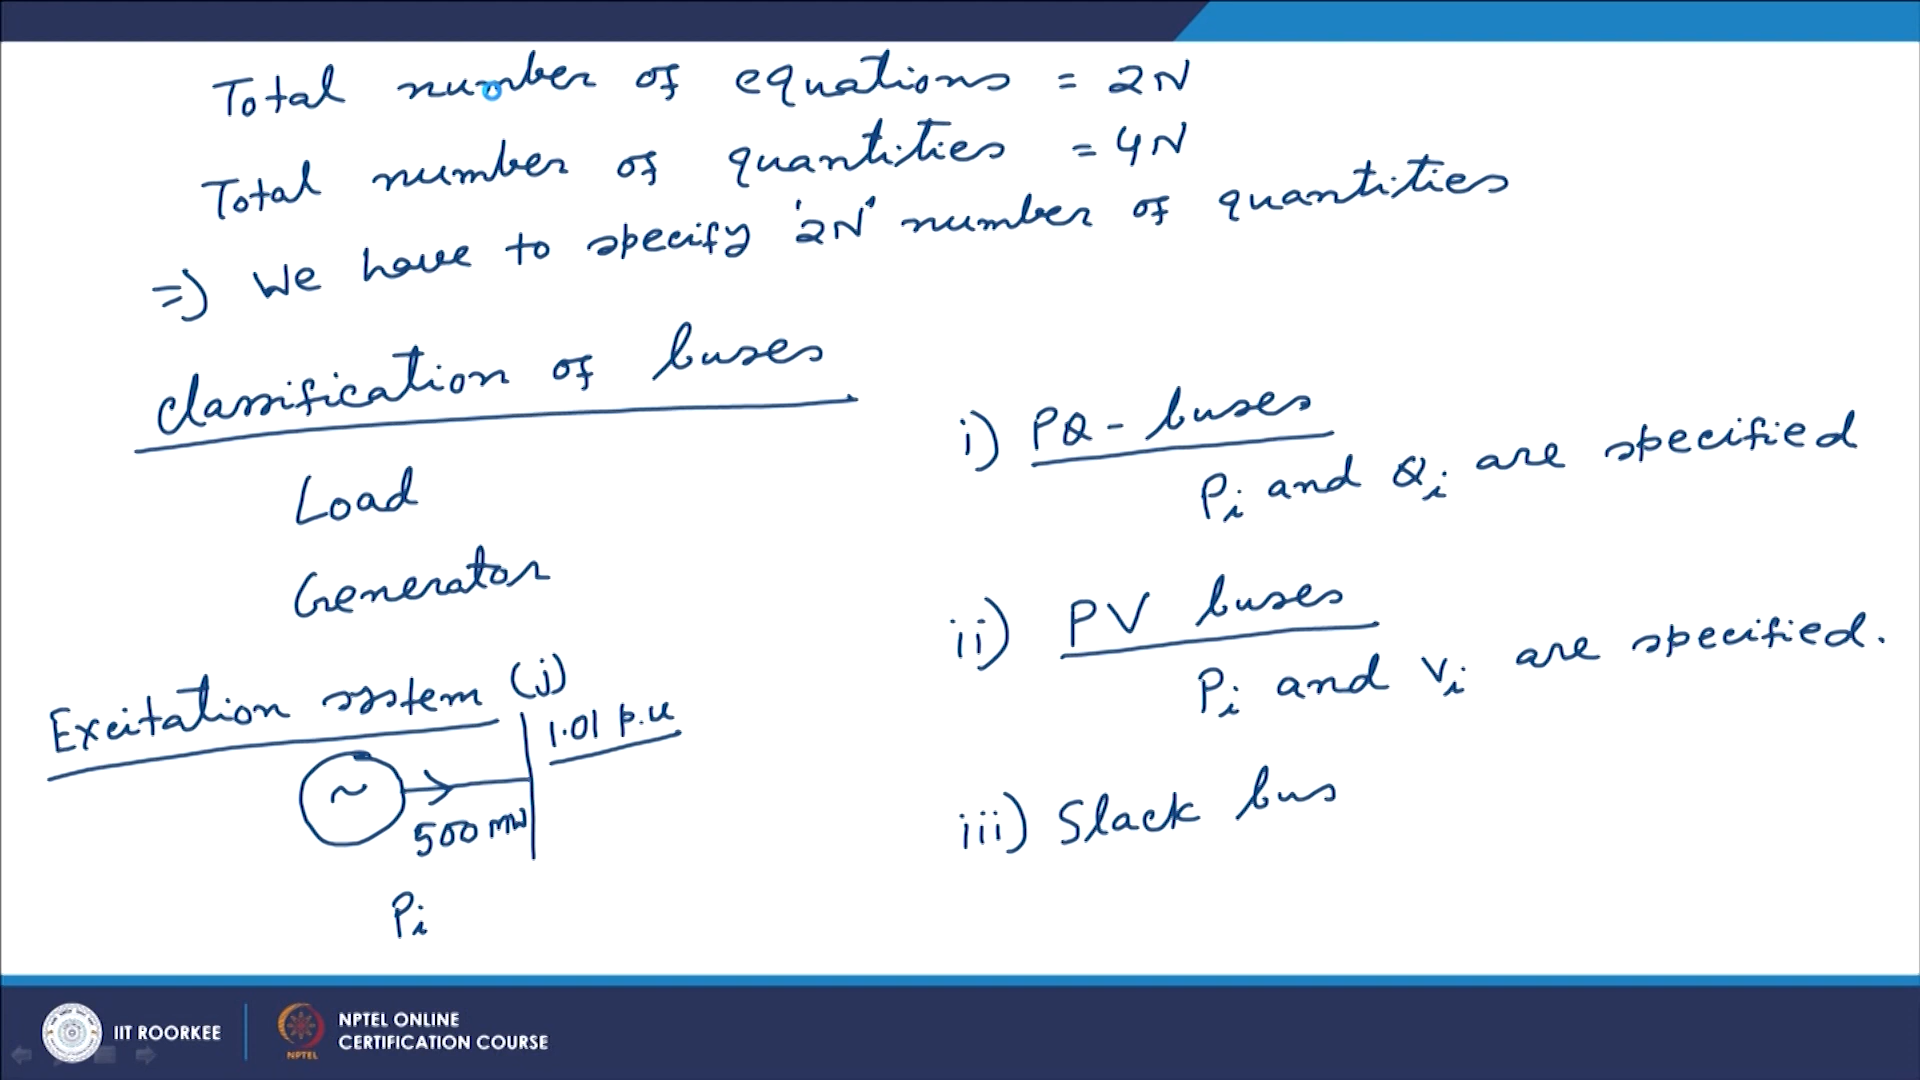 Total number of equations = 2N
Total number of quantities = 4N
=) We have to specify '2N' number of quantities
Classification of buses
Load
Generator
Excitation system (j)
1.01 p.u
~
500 MW
Pi
i) PQ - buses
Pi and Qi are specified
ii) PV buses
Pi and Vi are specified.
iii) Slack bus
IIT ROORKEE
NPTEL
NPTEL ONLINE
CERTIFICATION COURSE